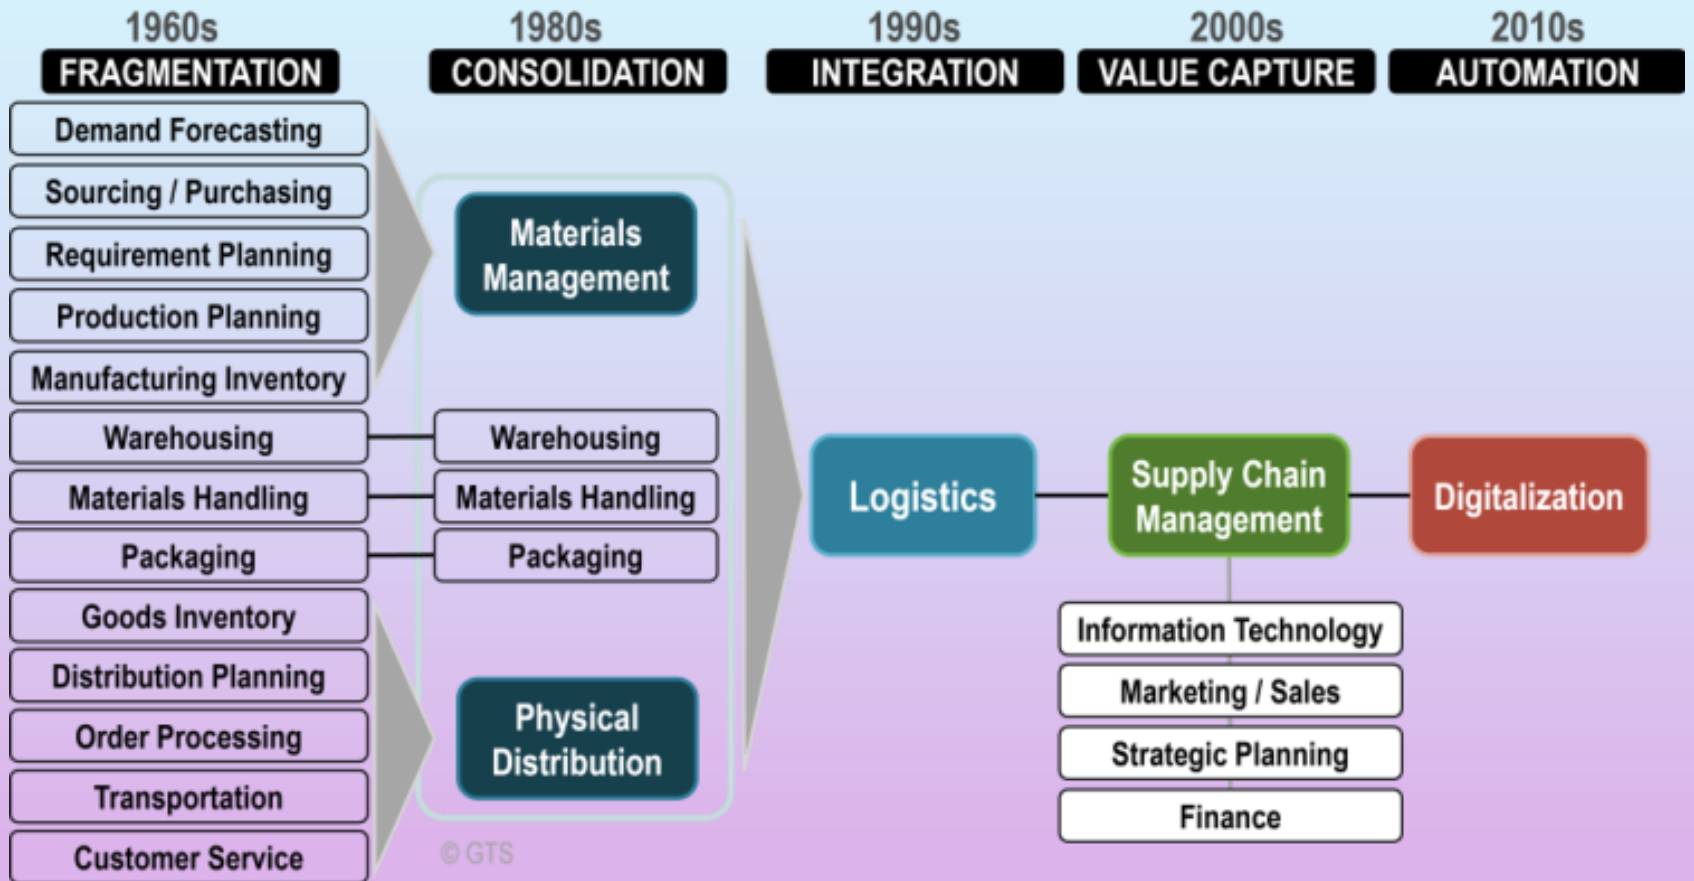 1960s
FRAGMENTATION
Demand Forecasting
Sourcing / Purchasing
Requirement Planning
Production Planning
Manufacturing Inventory
Warehousing
Materials Handling
Packaging
Goods Inventory
Distribution Planning
Order Processing
Transportation
Customer Service
1980s
CONSOLIDATION
Materials
Management
Warehousing
Materials Handling
Packaging
Physical
Distribution
© GTS
1990s
INTEGRATION
Logistics
2000s
VALUE CAPTURE
Supply Chain
Management
Information Technology
Marketing / Sales
Strategic Planning
Finance
2010s
AUTOMATION
Digitalization